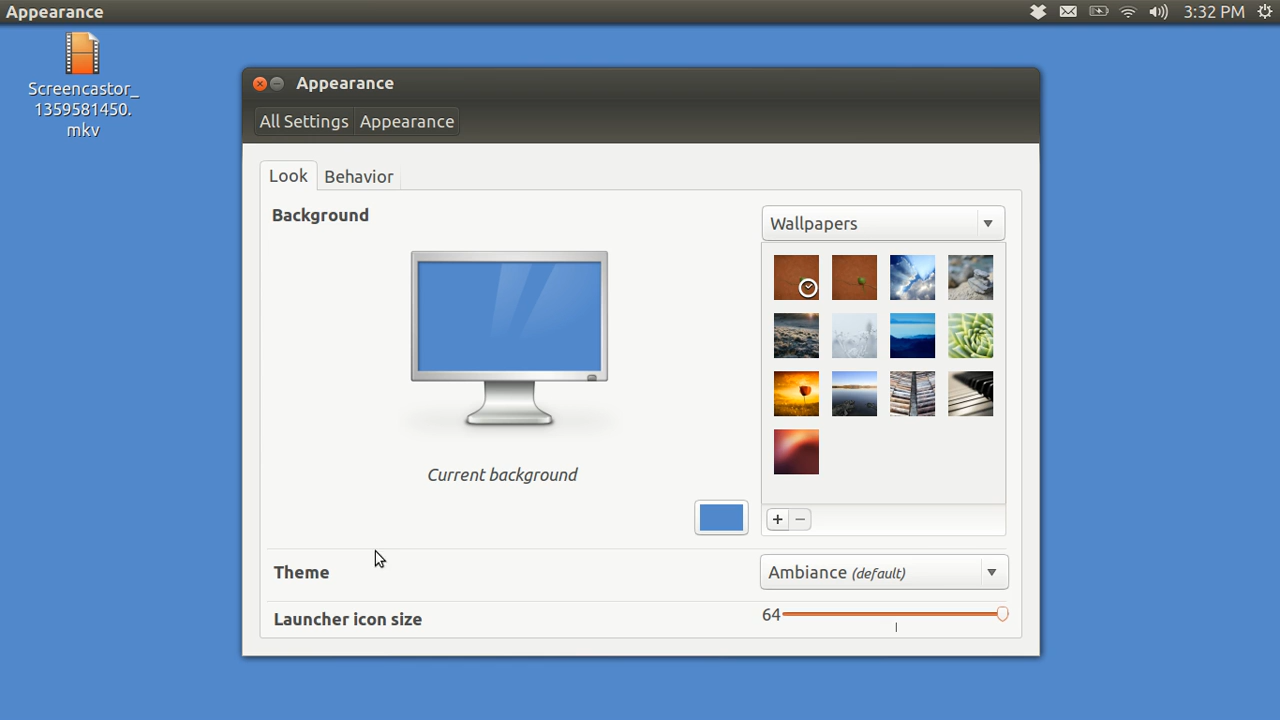 Appearance
3:32 PM
Screencastor_
1359581450.
mkv
Appearance
All Settings
Appearance
Look
Behavior
Background
Wallpapers
Current background
+
−
Theme
Ambiance (default)
Launcher icon size
64